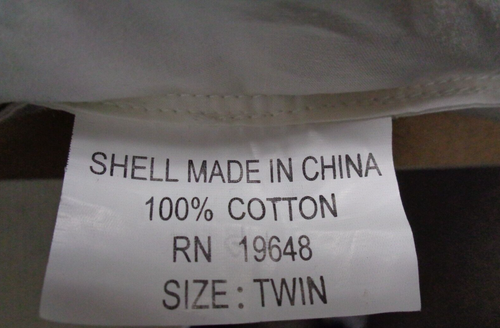 SHELL MADE IN CHINA
100% COTTON
RN 19648
SIZE: TWIN